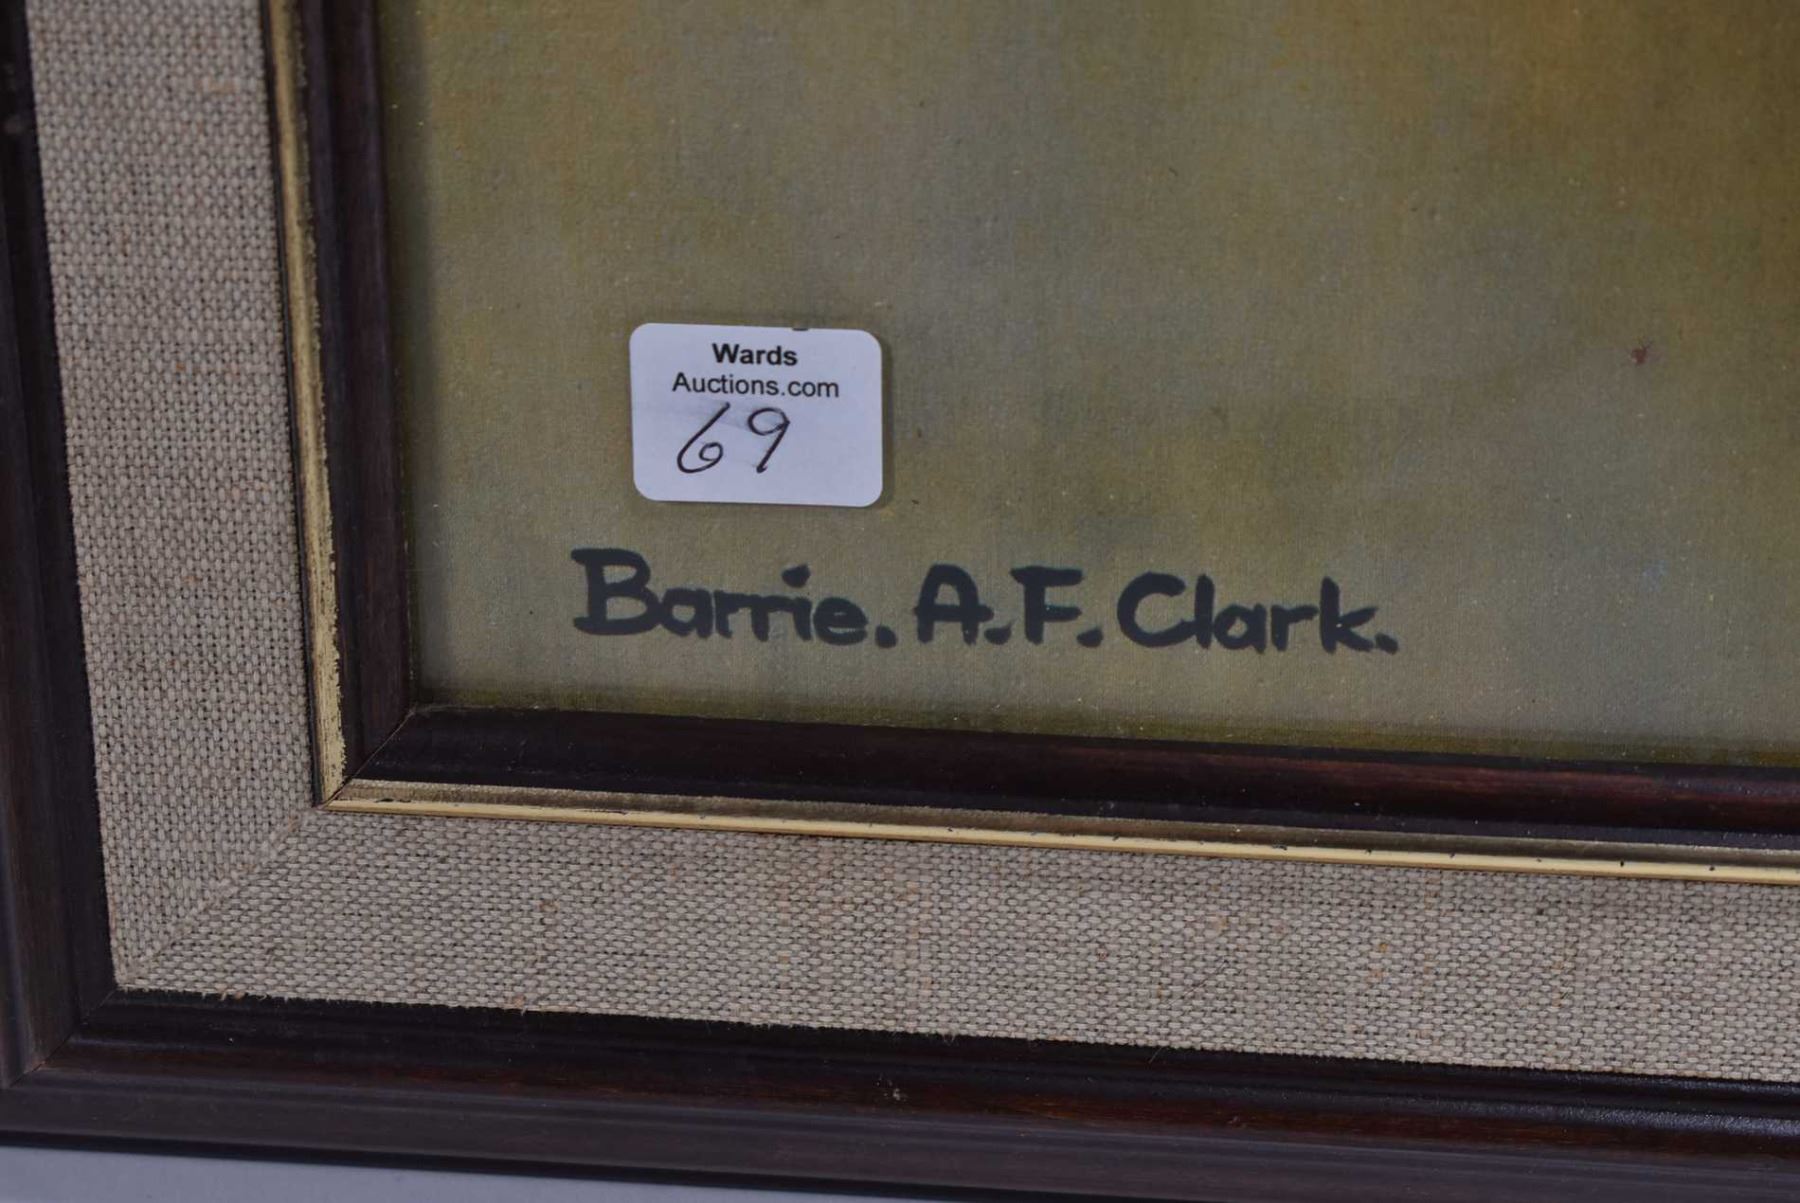 Wards
Auctions.com
69
Barrie. A. F. Clark.